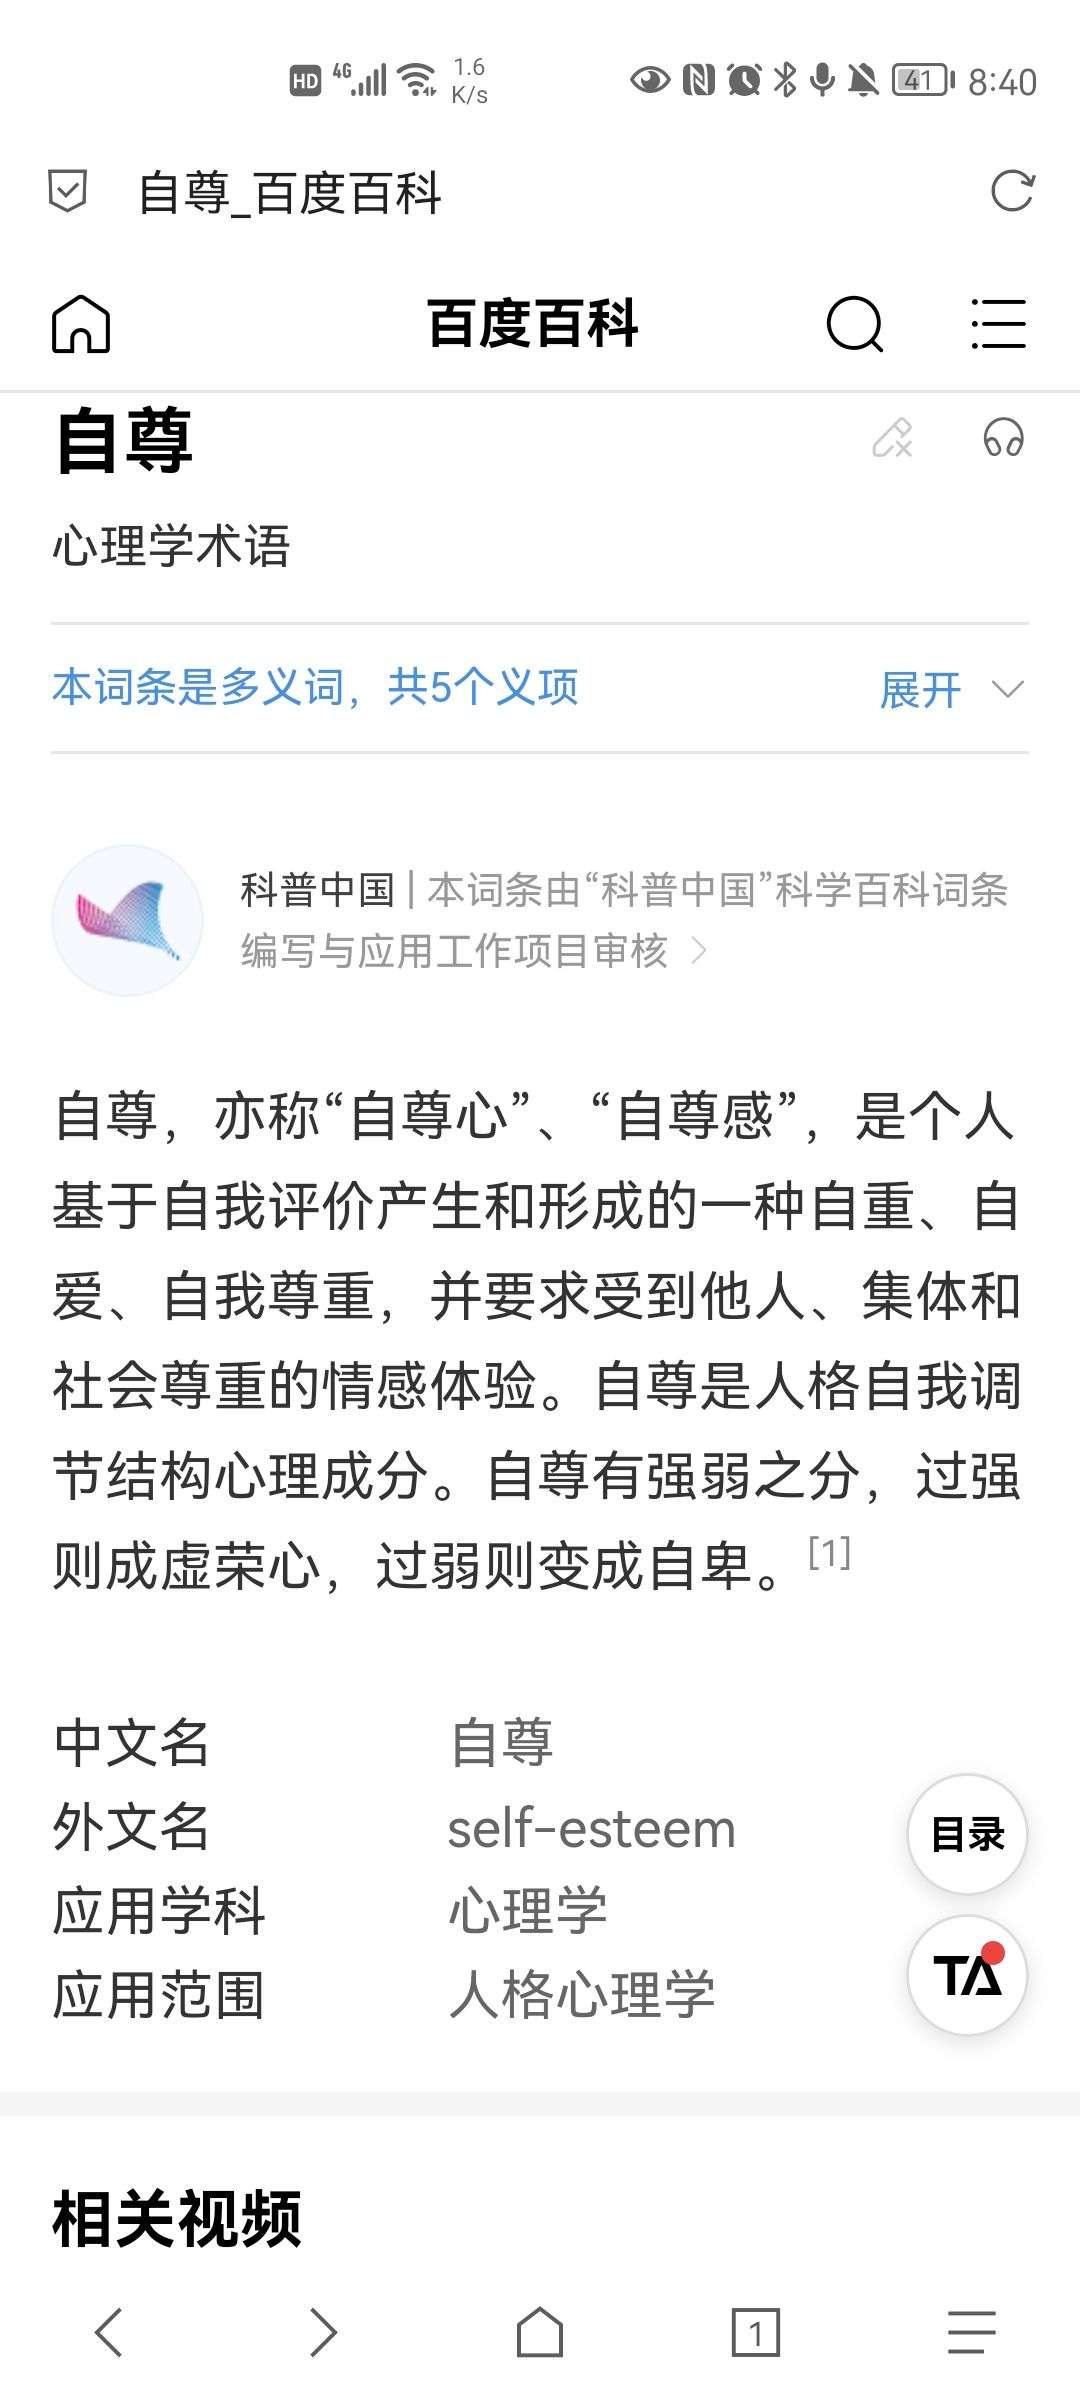 HD 4G 1.6 K/s 41 8:40
自尊_百度百科
百度百科
自尊
心理学术语
本词条是多义词，共5个义项 展开
科普中国 | 本词条由“科普中国”科学百科词条
编写与应用工作项目审核
自尊，亦称“自尊心”、“自尊感”，是个人
基于自我评价产生和形成的一种自重、自
爱、自我尊重，并要求受到他人、集体和
社会尊重的情感体验。自尊是人格自我调
节结构心理成分。自尊有强弱之分，过强
则成虚荣心，过弱则变成自卑。[1]
中文名 自尊
外文名 self-esteem
应用学科 心理学
应用范围 人格心理学
目录
TA
相关视频
1